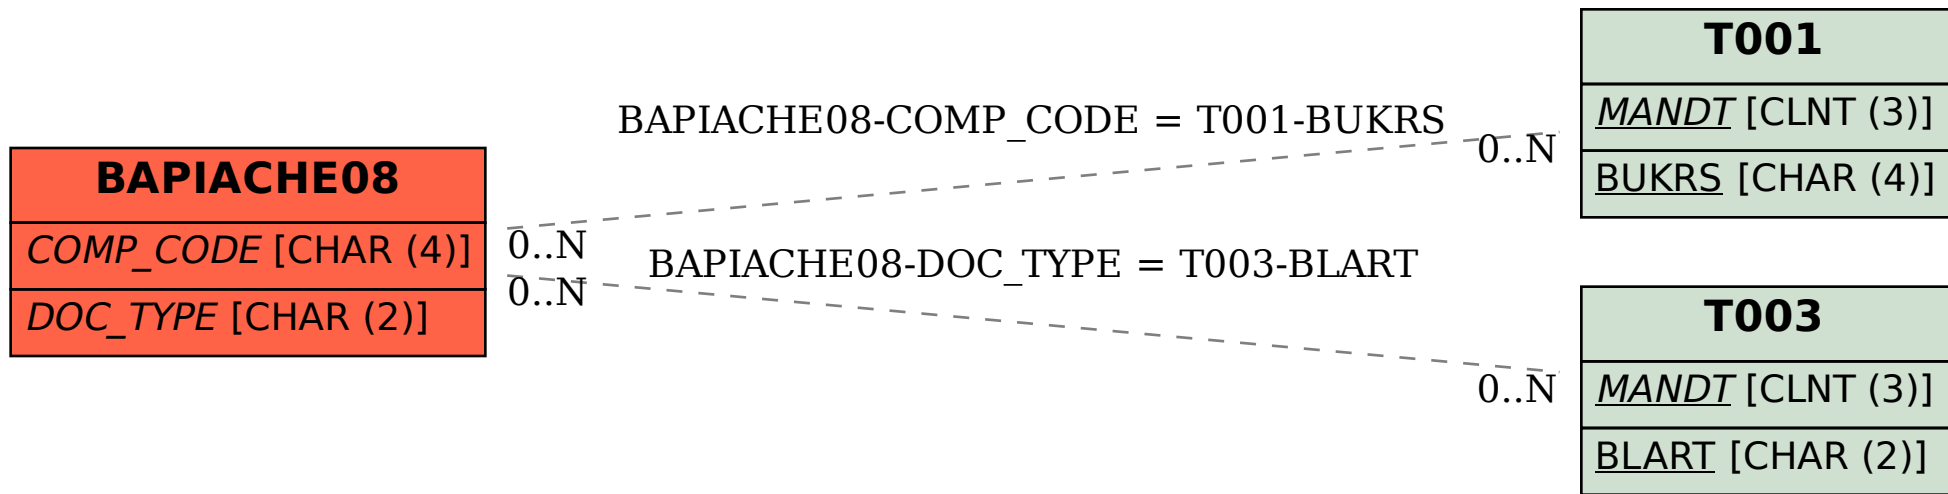 BAPIACHE08
COMP_CODE [CHAR (4)]
DOC_TYPE [CHAR (2)]
BAPIACHE08-COMP_CODE = T001-BUKRS
0..N
0..N
BAPIACHE08-DOC_TYPE = T003-BLART
0..N
0..N
T001
MANDT [CLNT (3)]
BUKRS [CHAR (4)]
T003
MANDT [CLNT (3)]
BLART [CHAR (2)]